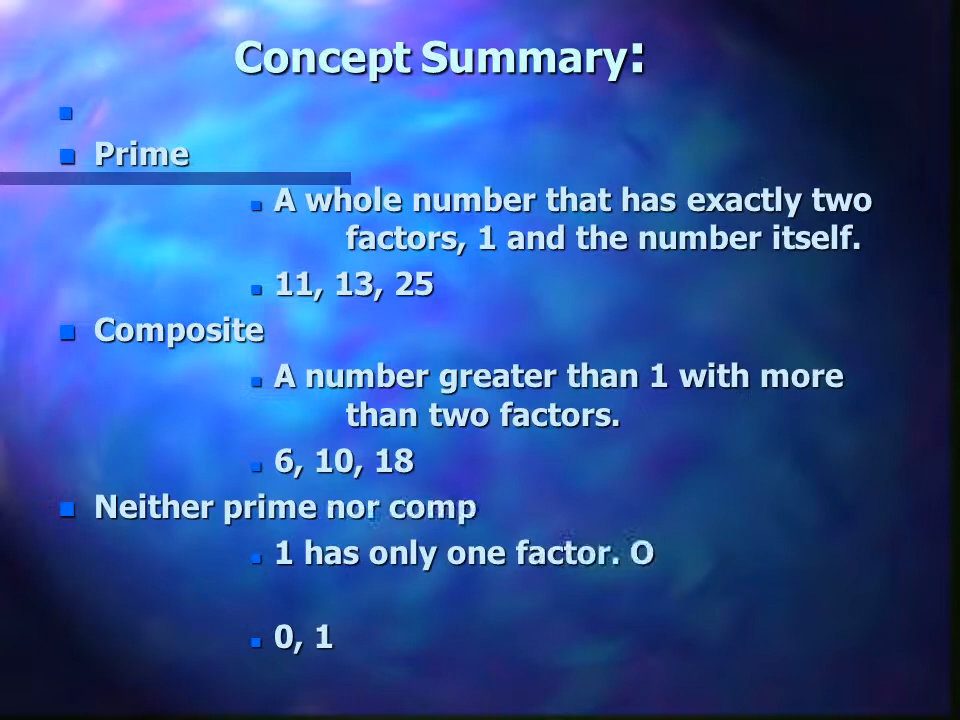 Concept Summary:
Prime
A whole number that has exactly two
factors, 1 and the number itself.
11, 13, 25
Composite
A number greater than 1 with more
than two factors.
6, 10, 18
Neither prime nor comp
1 has only one factor. O
0, 1